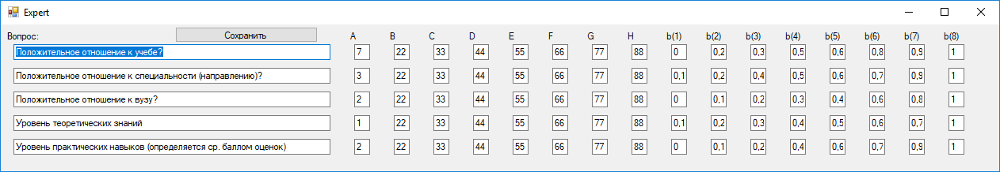 Expert
Вопрос: Сохранить A B C D E F G H b(1) b(2) b(3) b(4) b(5) b(6) b(7) b(8)
Положительное отношение к учебе? 7 22 33 44 55 66 77 88 0 0,2 0,3 0,5 0,6 0,8 0,9 1
Положительное отношение к специальности (направлению)? 3 22 33 44 55 66 77 88 0,1 0,2 0,4 0,5 0,6 0,7 0,9 1
Положительное отношение к вузу? 2 22 33 44 55 66 77 88 0 0,1 0,2 0,3 0,4 0,6 0,8 1
Уровень теоретических знаний 1 22 33 44 55 66 77 88 0,1 0,2 0,3 0,4 0,5 0,6 0,7 1
Уровень практических навыков (определяется ср. баллом оценок) 2 22 33 44 55 66 77 88 0 0,1 0,2 0,4 0,6 0,7 0,9 1